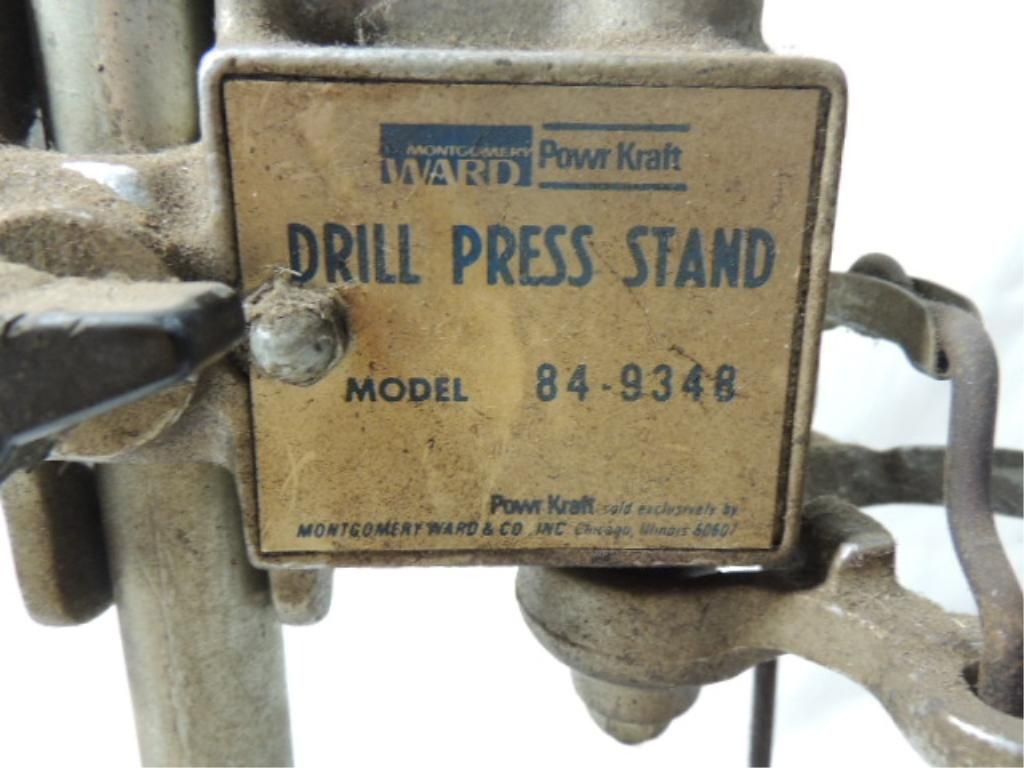 MONTGOMERY
WARD
Powr Kraft
DRILL PRESS STAND
MODEL 84-9348
Powr Kraft sold exclusively by
MONTGOMERY WARD & CO. INC Chicago, Illinois 60607